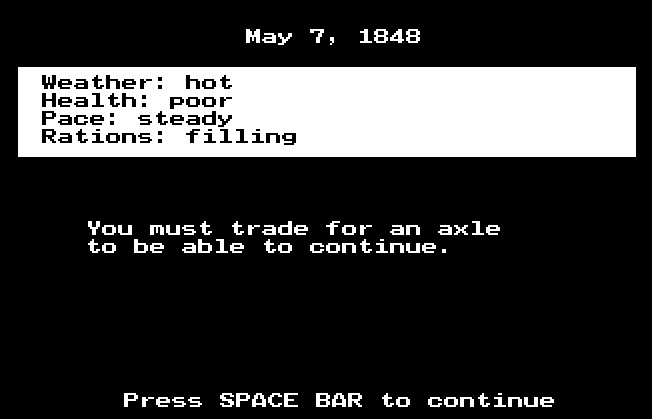 May 7, 1848
Weather: hot
Health: poor
Pace: steady
Rations: filling
You must trade for an axle
to be able to continue.
Press SPACE BAR to continue